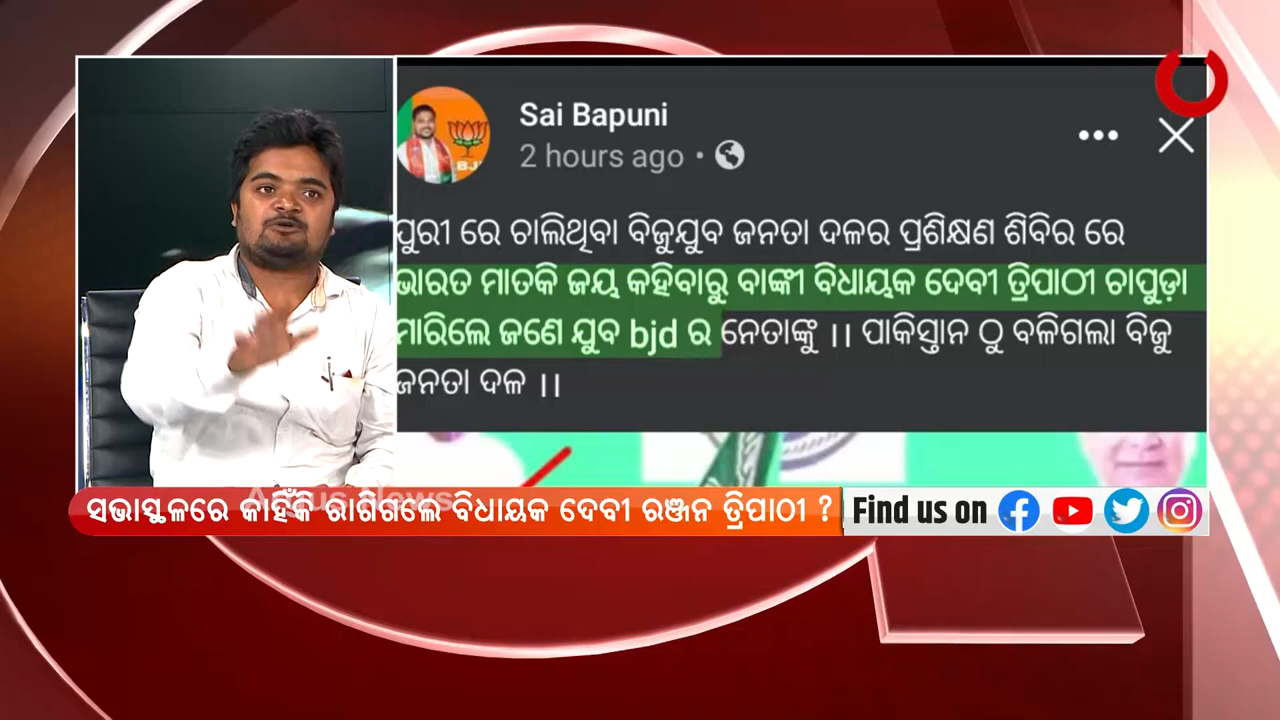 Sai Bapuni
2 hours ago •
ପୁରୀ ରେ ଚାଲିଥିବା ବିଜୁଯୁବ ଜନତା ଦଳର ପ୍ରଶିକ୍ଷଣ ଶିବିର ରେ
ଭାରତ ମାତକି ଜୟ କହିବାରୁ ବାଙ୍କୀ ବିଧାୟକ ଦେବୀ ତ୍ରିପାଠୀ ଚାପୁଡ଼ା
ମାରିଲେ ଜଣେ ଯୁବ bjd ର ନେତାଙ୍କୁ ।। ପାକିସ୍ତାନ ଠୁ ବଳିଗଲା ବିଜୁ
ଜନତା ଦଳ ।।
ସଭାସ୍ଥଳରେ କାହିଁକି ରାଶିଗଲେ ବିଧାୟକ ଦେବୀ ରଞ୍ଜନ ତ୍ରିପାଠୀ ?
Find us on